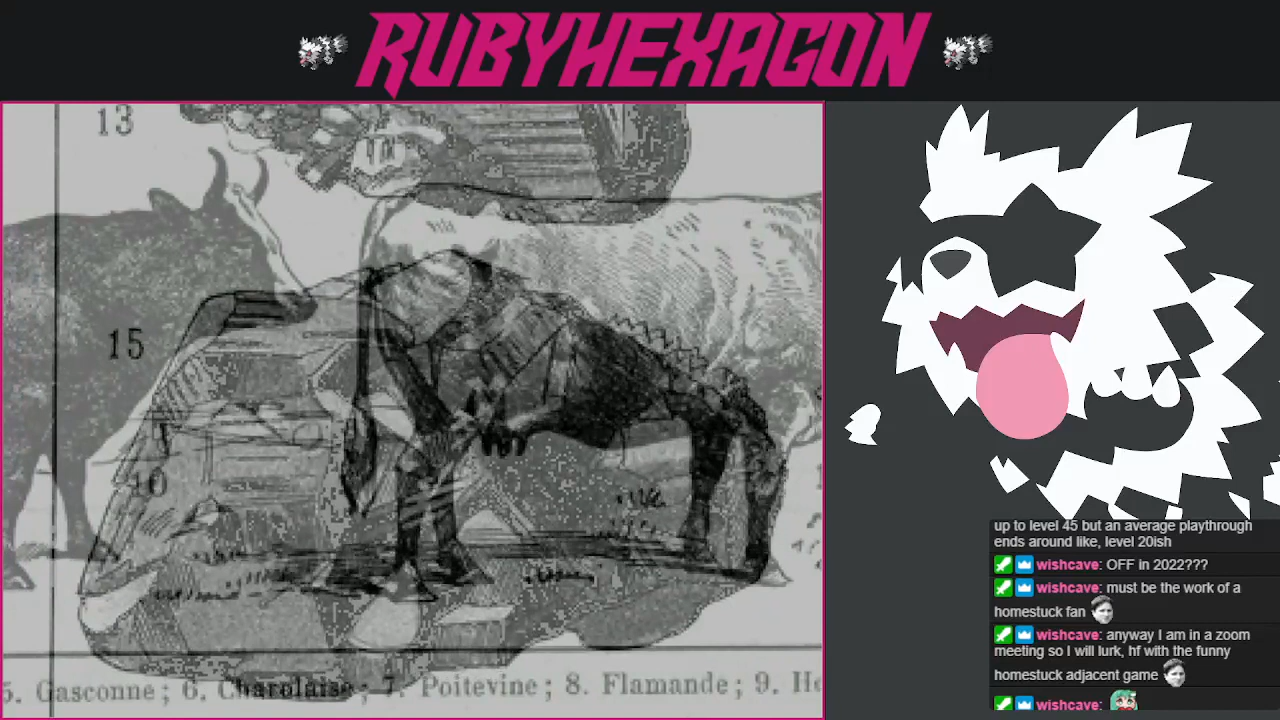 RUBYHEXAGON
13
15
10
5. Gasconne; 6. Charolaise; 7. Poitevine; 8. Flamande; 9.
up to level 45 but an average playthrough
ends around like, level 20ish
wishcave: OFF in 2022???
wishcave: must be the work of a
homestuck fan
wishcave: anyway I am in a zoom
meeting so I will lurk, hf with the funny
homestuck adjacent game
wishcave: